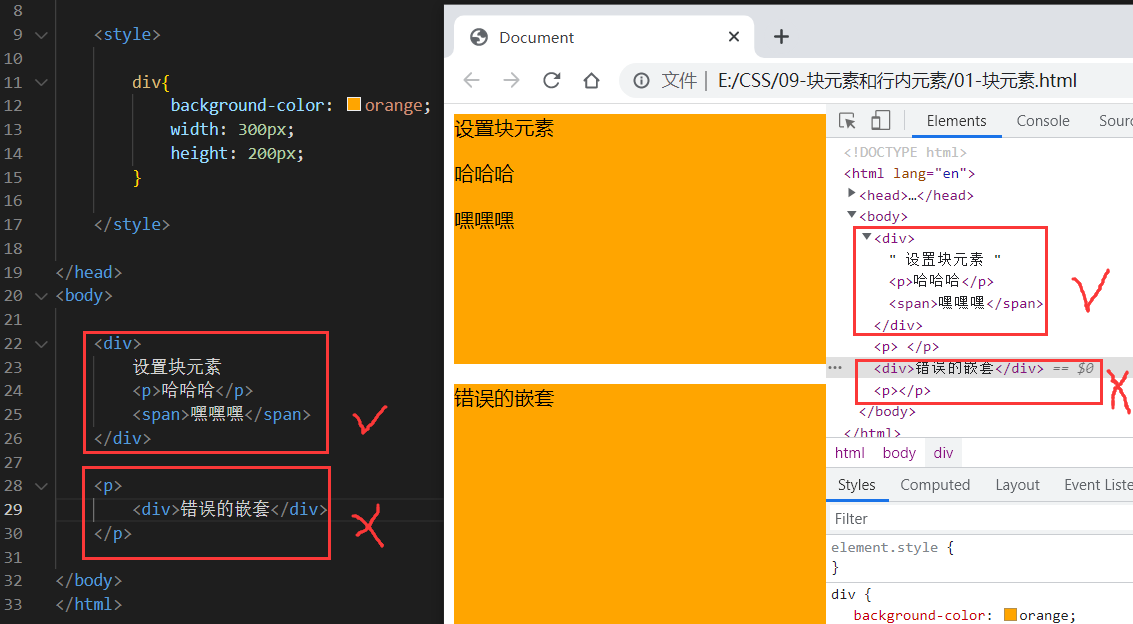 8
9 <style>
10
11 div{
12 background-color: orange;
13 width: 300px;
14 height: 200px;
15 }
16
17 </style>
18
19 </head>
20 <body>
21
22 <div>
23 设置块元素
24 <p>哈哈哈</p>
25 <span>嘿嘿嘿</span>
26 </div>
27
28 <p>
29 <div>错误的嵌套</div>
30 </p>
31
32 </body>
33 </html>
Document
文件 | E:/CSS/09-块元素和行内元素/01-块元素.html
设置块元素
哈哈哈
嘿嘿嘿
错误的嵌套
Elements Console Sourc
<!DOCTYPE html>
<html lang="en">
<head>…</head>
<body>
<div>
" 设置块元素 "
<p>哈哈哈</p>
<span>嘿嘿嘿</span>
</div>
<p> </p>
<div>错误的嵌套</div> == $0
<p></p>
</body>
</html>
html body div
Styles Computed Layout Event Liste
Filter
element.style {
}
div {
background-color: orange;